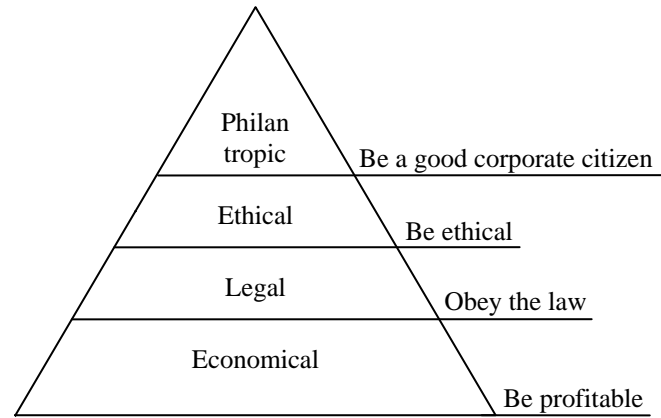 Philan
tropic
Be a good corporate citizen
Ethical
Be ethical
Legal
Obey the law
Economical
Be profitable